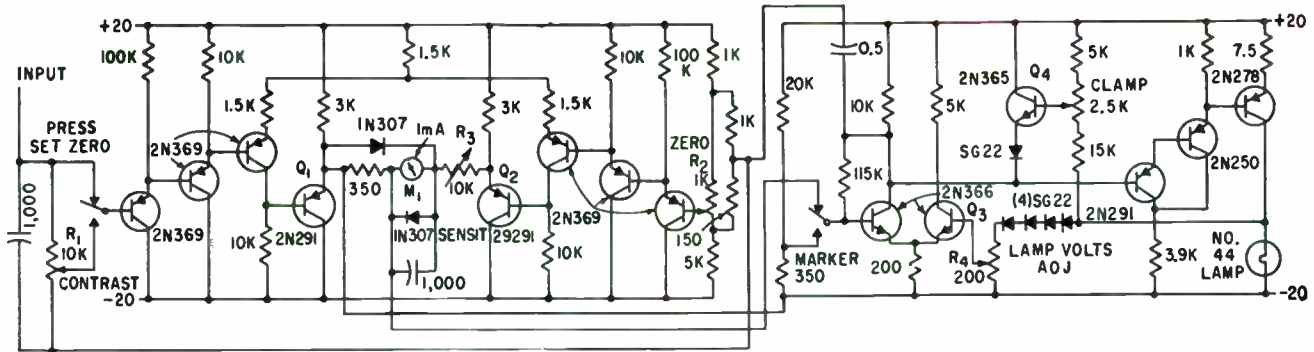 +20
100K
10K
INPUT
PRESS
SET ZERO
1,000
R1
10K
CONTRAST
-20
2N369
2N369
1.5K
10K
3K
Q1
2N291
1.5K
1N307
1mA
M1
350
R3
10K
1N307
SENSIT
1,000
3K
Q2
29291
1.5K
10K
2N369
10K
100
K
1K
1K
ZERO
R2
1K
150
5K
0.5
20K
115K
MARKER
350
10K
5K
2N366
Q3
200
R4
200
2N365
Q4
SG22
5K
CLAMP
2.5K
15K
(4)SG22
LAMP VOLTS
ADJ
2N291
1K
2N278
7.5
2N250
3.9K
NO.
44
LAMP
+20
-20